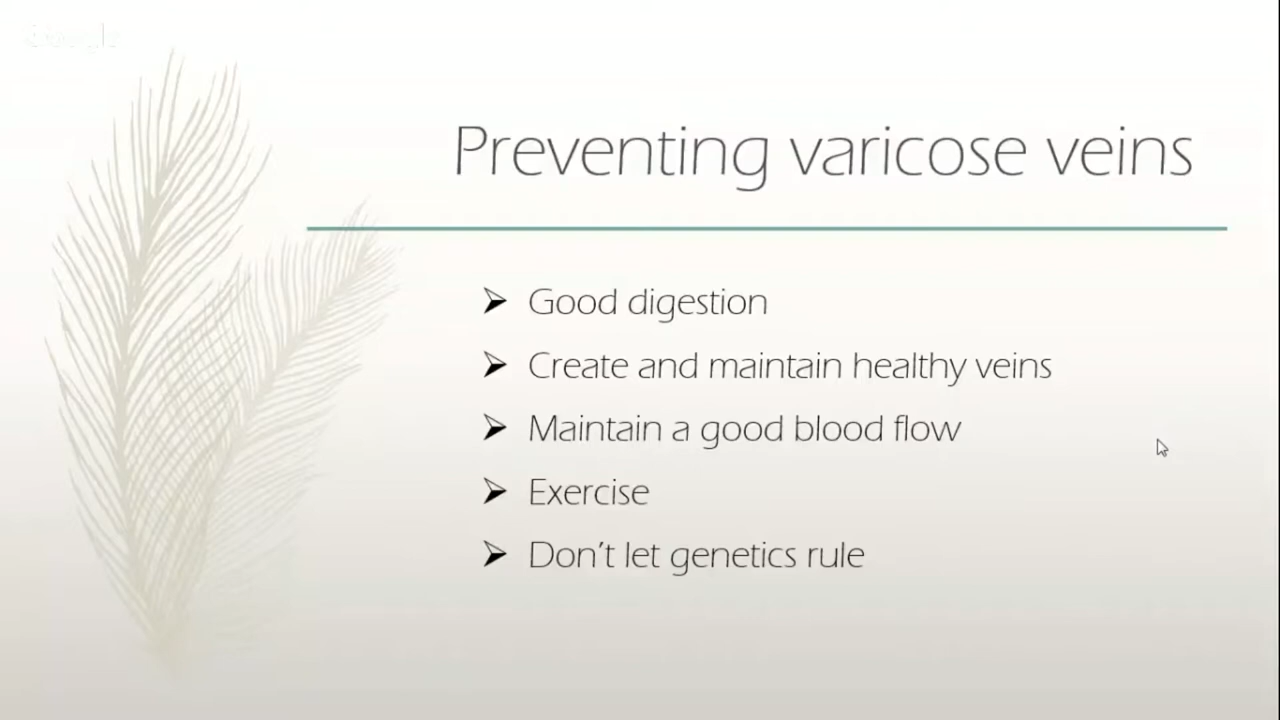 Preventing varicose veins
Good digestion
Create and maintain healthy veins
Maintain a good blood flow
Exercise
Don't let genetics rule